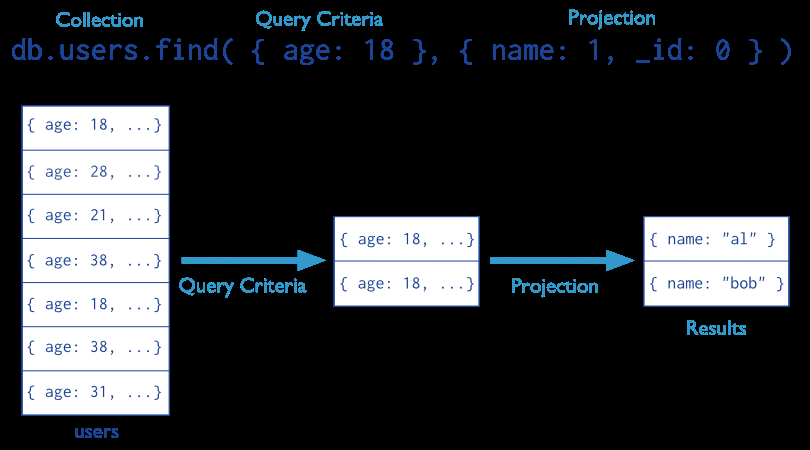 Collection Query Criteria Projection
db.users.find( { age: 18 }, { name: 1, _id: 0 } )
{ age: 18, ...}
{ age: 28, ...}
{ age: 21, ...}
{ age: 38, ...}
{ age: 18, ...}
{ age: 38, ...}
{ age: 31, ...}
users
Query Criteria
{ age: 18, ...}
{ age: 18, ...}
Projection
{ name: "al" }
{ name: "bob" }
Results